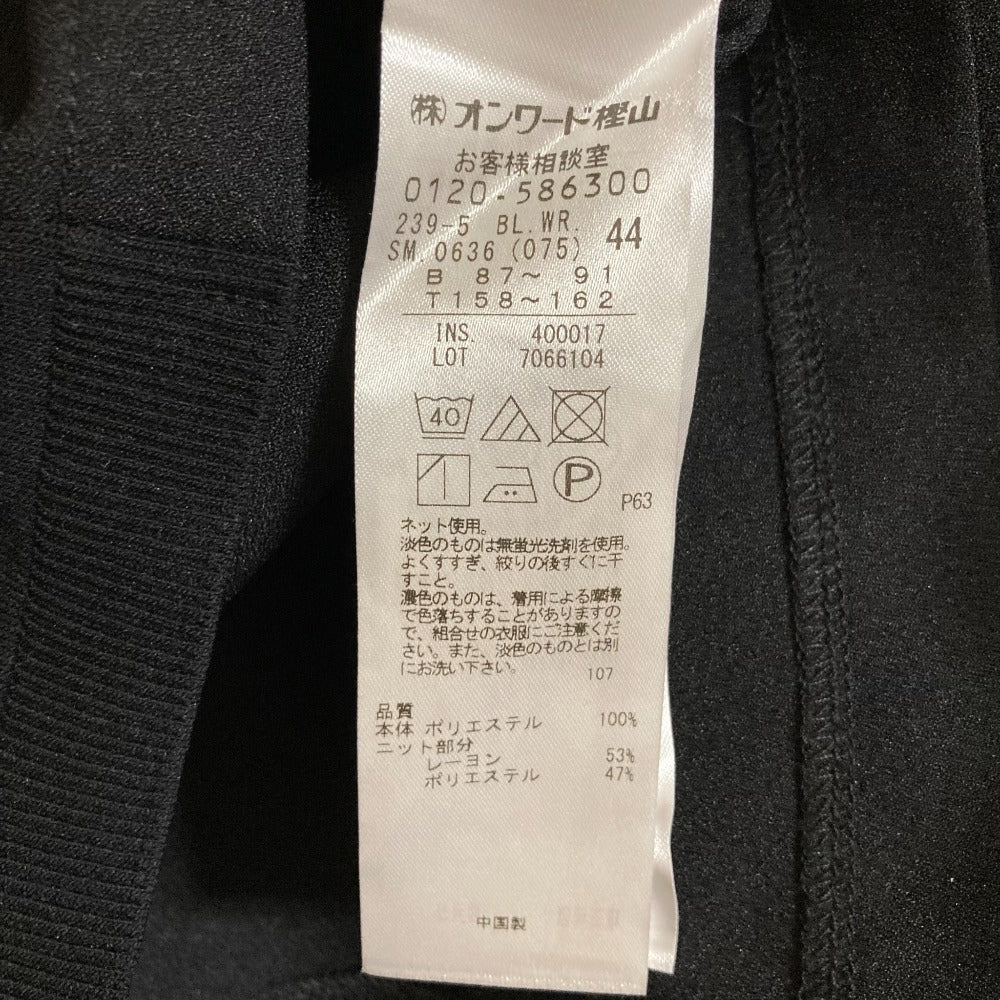 ㈱オンワード樫山
お客様相談室
0120-586300
239-5 BL.WR. 44
SM.0636 (075)
B 87～ 91
T158～162
INS. 400017
LOT 7066104
40
P
P63
ネット使用。
淡色のものは無蛍光洗剤を使用。
よくすすぎ、絞りの後すぐに干
すこと。
濃色のものは、着用による摩擦
で色落ちすることがありますの
で、組合せの衣服にご注意くだ
さい。また、淡色のものとは別
にお洗い下さい。
107
品質
本体 ポリエステル 100%
ニット部分
レーヨン 53%
ポリエステル 47%
中国製